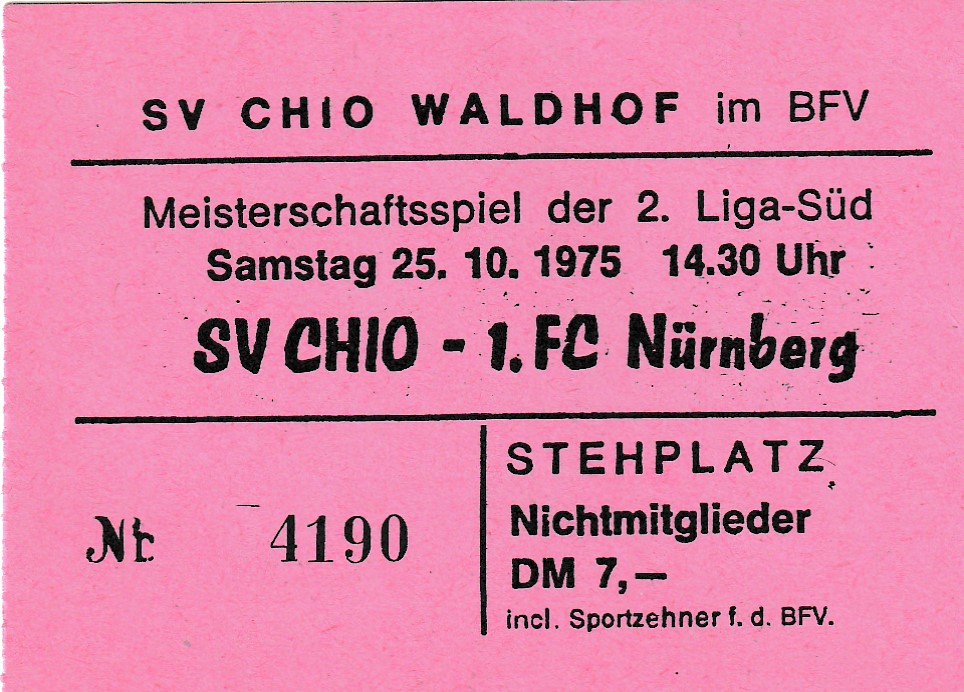 SV CHIO WALDHOF im BFV
Meisterschaftsspiel der 2. Liga-Süd
Samstag 25. 10. 1975 14.30 Uhr
SV CHIO - 1. FC Nürnberg
Nr. 4190
STEHPLATZ
Nichtmitglieder
DM 7,—
incl. Sportzehner f. d. BFV.